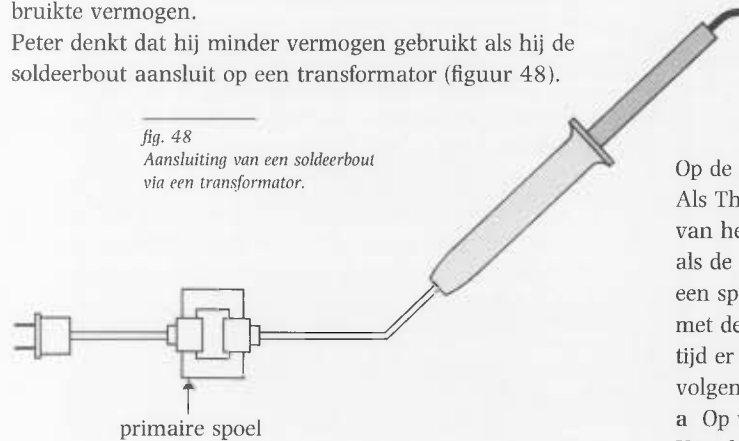 bruikte vermogen.
Peter denkt dat hij minder vermogen gebruikt als hij de
soldeerbout aansluit op een transformator (figuur 48).
fig. 48
Aansluiting van een soldeerbout
via een transformator.
primaire spoel
Op de
Als Th
van he
als de
een sp
met de
tijd er
volgen
a Op